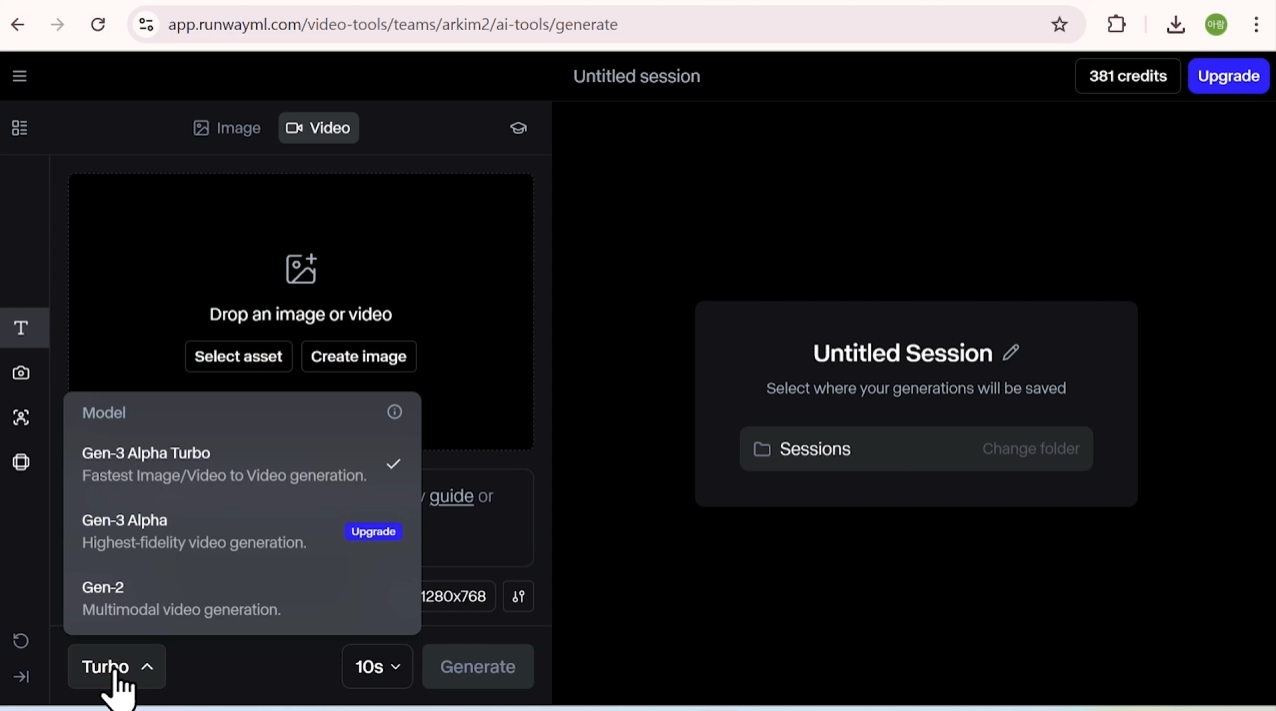 app.runwayml.com/video-tools/teams/arkim2/ai-tools/generate
아람
Untitled session
381 credits
Upgrade
Image
Video
Drop an image or video
Select asset
Create image
Model
Gen-3 Alpha Turbo
Fastest Image/Video to Video generation.
Gen-3 Alpha
Highest-fidelity video generation.
Upgrade
Gen-2
Multimodal video generation.
guide or
1280x768
Turbo
10s
Generate
Untitled Session
Select where your generations will be saved
Sessions
Change folder